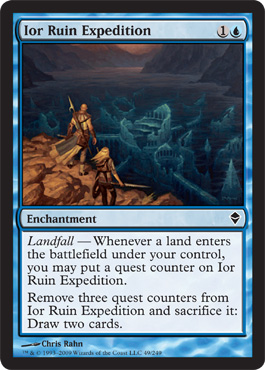 Ior Ruin Expedition 1
Enchantment
Landfall — Whenever a land enters
the battlefield under your control,
you may put a quest counter on Ior
Ruin Expedition.
Remove three quest counters from
Ior Ruin Expedition and sacrifice it:
Draw two cards.
Chris Rahn
™ & © 1993–2009 Wizards of the Coast LLC 49/249